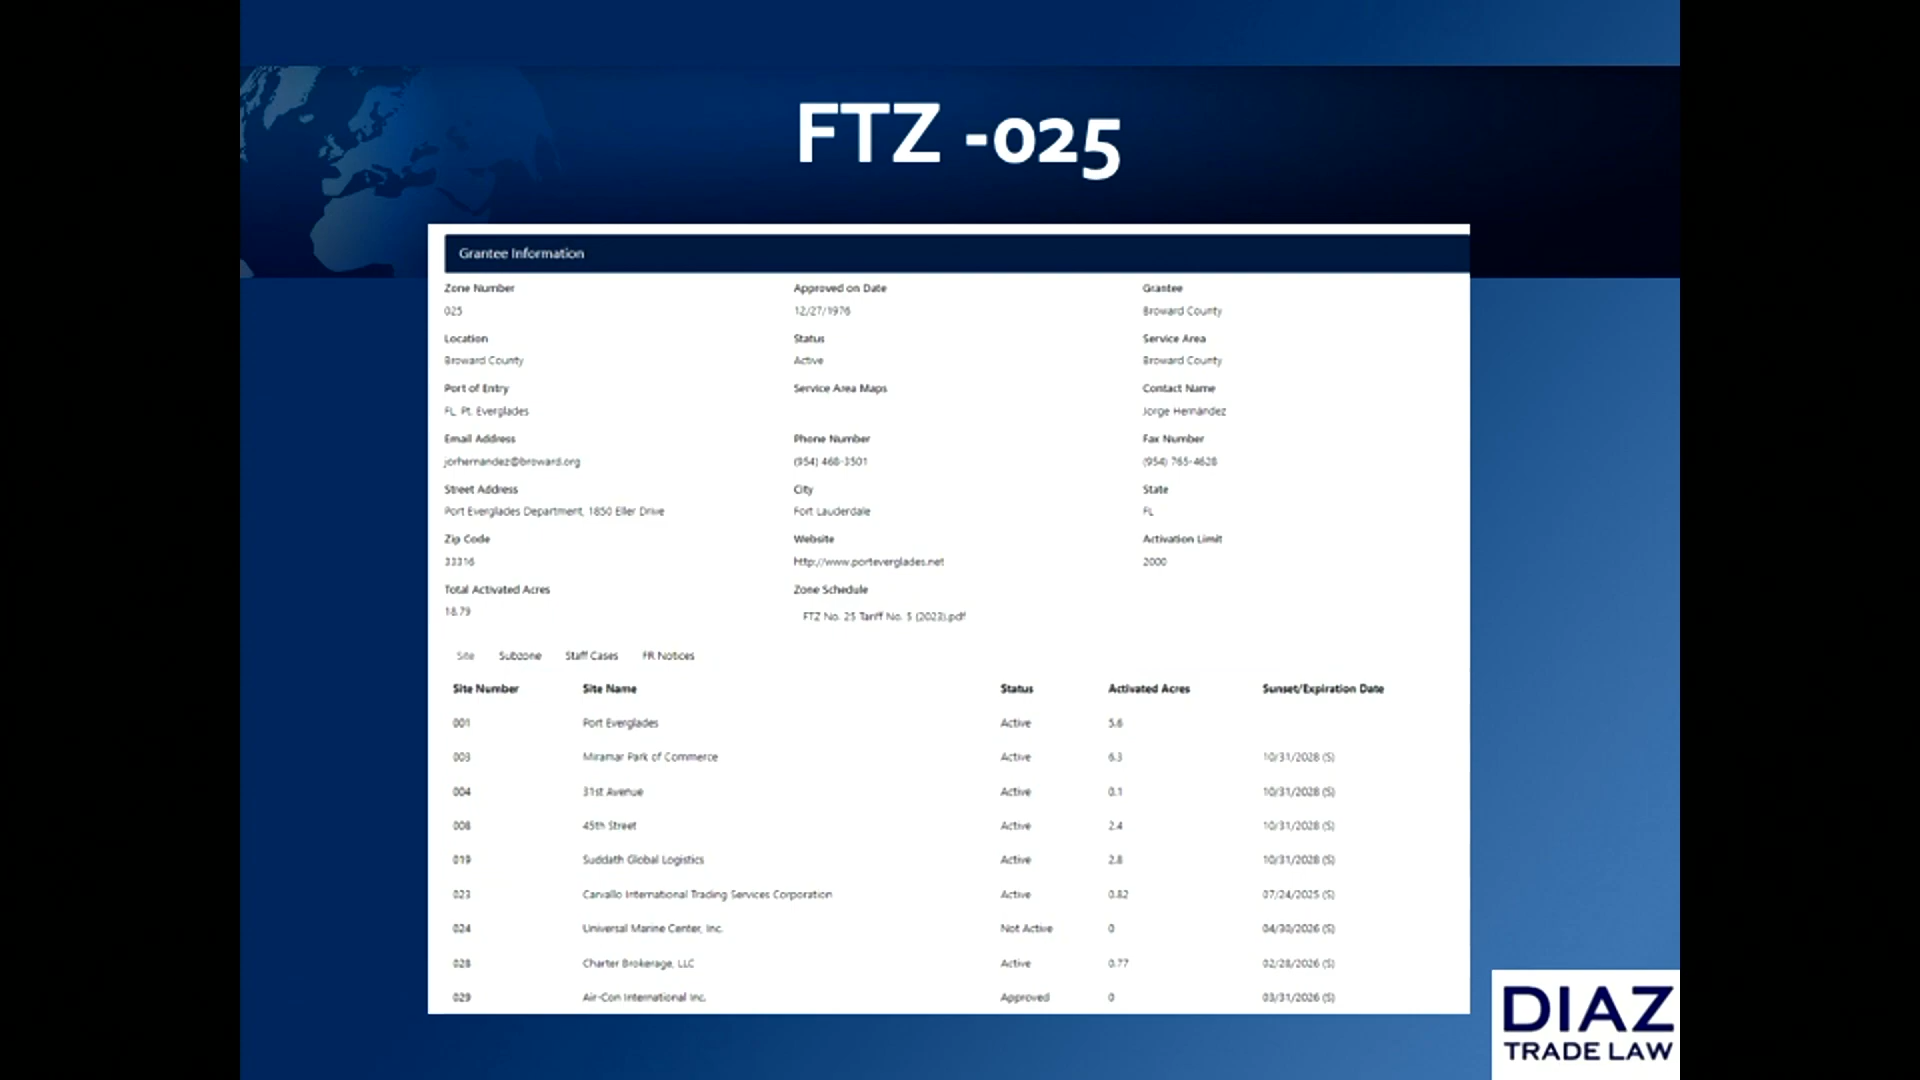 FTZ -025
Grantee Information
Zone Number Approved on Date Grantee
025 12/27/1976 Broward County
Location Status Service Area
Broward County Active Broward County
Port of Entry Service Area Maps Contact Name
FL, Pt. Everglades Jorge Hernández
Email Address Phone Number Fax Number
jorhernandez@broward.org (954) 468-3501 (954) 765-4628
Street Address City State
Port Everglades Department, 1850 Eller Drive Fort Lauderdale FL
Zip Code Website Activation Limit
33316 http://www.porteverglades.net 2000
Total Activated Acres Zone Schedule
18.79 FTZ No. 25 Tariff No. 5 (2023).pdf
Site Subzone Staff Cases FR Notices
Site Number Site Name Status Activated Acres Sunset/Expiration Date
001 Port Everglades Active 5.6
003 Miramar Park of Commerce Active 6.3 10/31/2028 (S)
004 31st Avenue Active 0.1 10/31/2028 (S)
008 45th Street Active 2.4 10/31/2028 (S)
019 Suddath Global Logistics Active 2.8 10/31/2028 (S)
023 Carvallo International Trading Services Corporation Active 0.82 07/24/2025 (S)
024 Universal Marine Center, Inc. Not Active 0 04/30/2026 (S)
028 Charter Brokerage, LLC Active 0.77 02/28/2026 (S)
029 Air-Con International Inc. Approved 0 03/31/2026 (S)
DIAZ
TRADE LAW